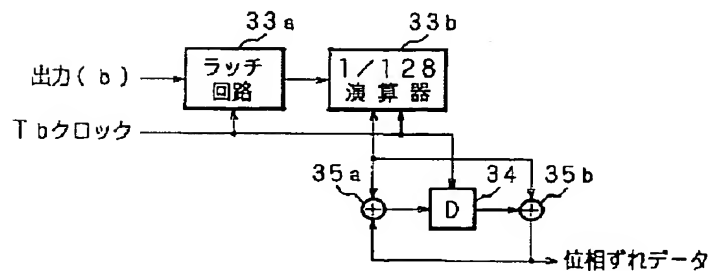 33a
33b
出力(b)
ラッチ
回路
1/128
演算器
Tbクロック
35a
34
35b
D
位相ずれデータ